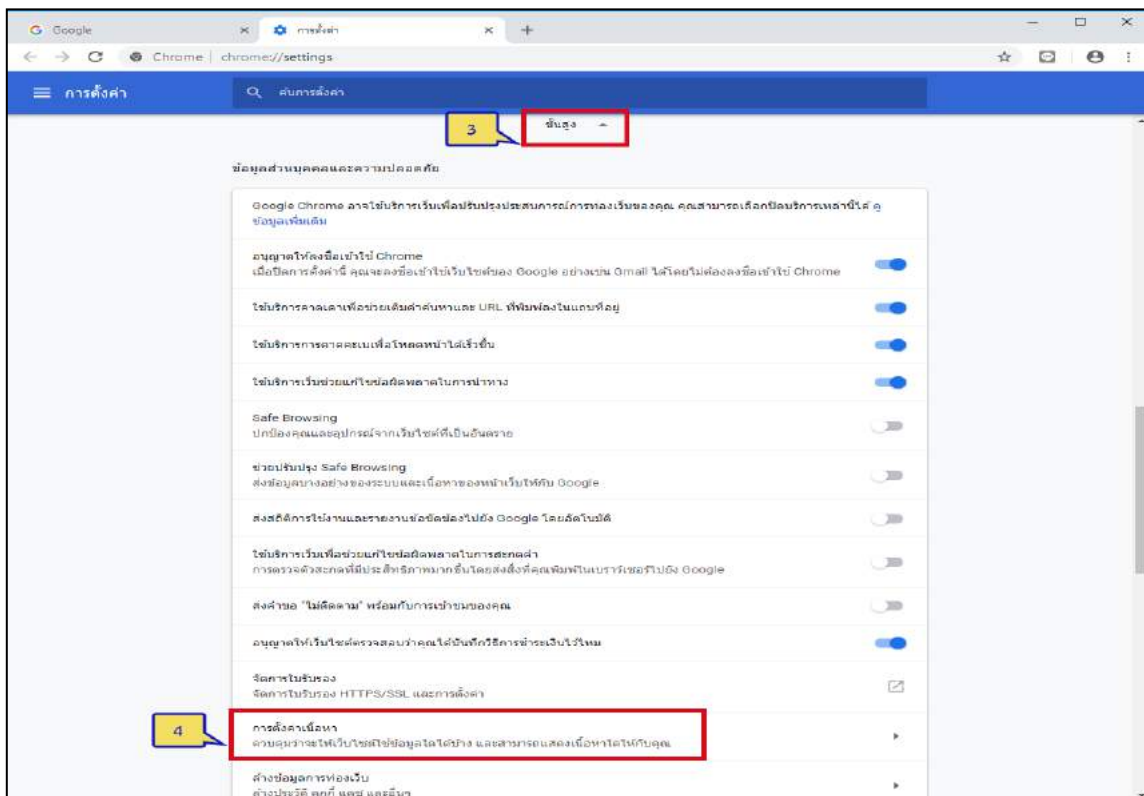 Google
การตั้งค่า
Chrome | chrome://settings
การตั้งค่า
ค้นการตั้งค่า
3
ขั้นสูง
ข้อมูลส่วนบุคคลและความปลอดภัย
Google Chrome อาจใช้บริการเว็บเพื่อปรับปรุงประสบการณ์การท่องเว็บของคุณ คุณสามารถเลือกปิดบริการเหล่านี้ได้ ดู
ข้อมูลเพิ่มเติม
อนุญาตให้ลงชื่อเข้าใช้ Chrome
เมื่อปิดการตั้งค่านี้ คุณจะลงชื่อเข้าใช้เว็บไซต์ของ Google อย่างเช่น Gmail ได้โดยไม่ต้องลงชื่อเข้าใช้ Chrome
ใช้บริการคาดเดาเพื่อช่วยเติมคำค้นหาและ URL ที่พิมพ์ลงในแถบที่อยู่
ใช้บริการการคาดคะเนเพื่อโหลดหน้าได้เร็วขึ้น
ใช้บริการเว็บช่วยแก้ไขข้อผิดพลาดในการนำทาง
Safe Browsing
ปกป้องคุณและอุปกรณ์จากเว็บไซต์ที่เป็นอันตราย
ช่วยปรับปรุง Safe Browsing
ส่งข้อมูลบางอย่างของระบบและเนื้อหาของหน้าเว็บให้กับ Google
ส่งสถิติการใช้งานและรายงานข้อขัดข้องไปยัง Google โดยอัตโนมัติ
ใช้บริการเว็บเพื่อช่วยแก้ไขข้อผิดพลาดในการสะกดคำ
การตรวจตัวสะกดที่มีประสิทธิภาพมากขึ้นโดยส่งสิ่งที่คุณพิมพ์ในเบราว์เซอร์ไปยัง Google
ส่งคำขอ "ไม่ติดตาม" พร้อมกับการเข้าชมของคุณ
อนุญาตให้เว็บไซต์ตรวจสอบว่าคุณได้บันทึกวิธีการชำระเงินไว้ไหม
จัดการใบรับรอง
จัดการใบรับรอง HTTPS/SSL และการตั้งค่า
4
การตั้งค่าเนื้อหา
ควบคุมว่าจะให้เว็บไซต์ใช้ข้อมูลใดได้บ้าง และสามารถแสดงเนื้อหาใดให้กับคุณ
ล้างข้อมูลการท่องเว็บ
ล้างประวัติ คุกกี้ แคช และอื่นๆ